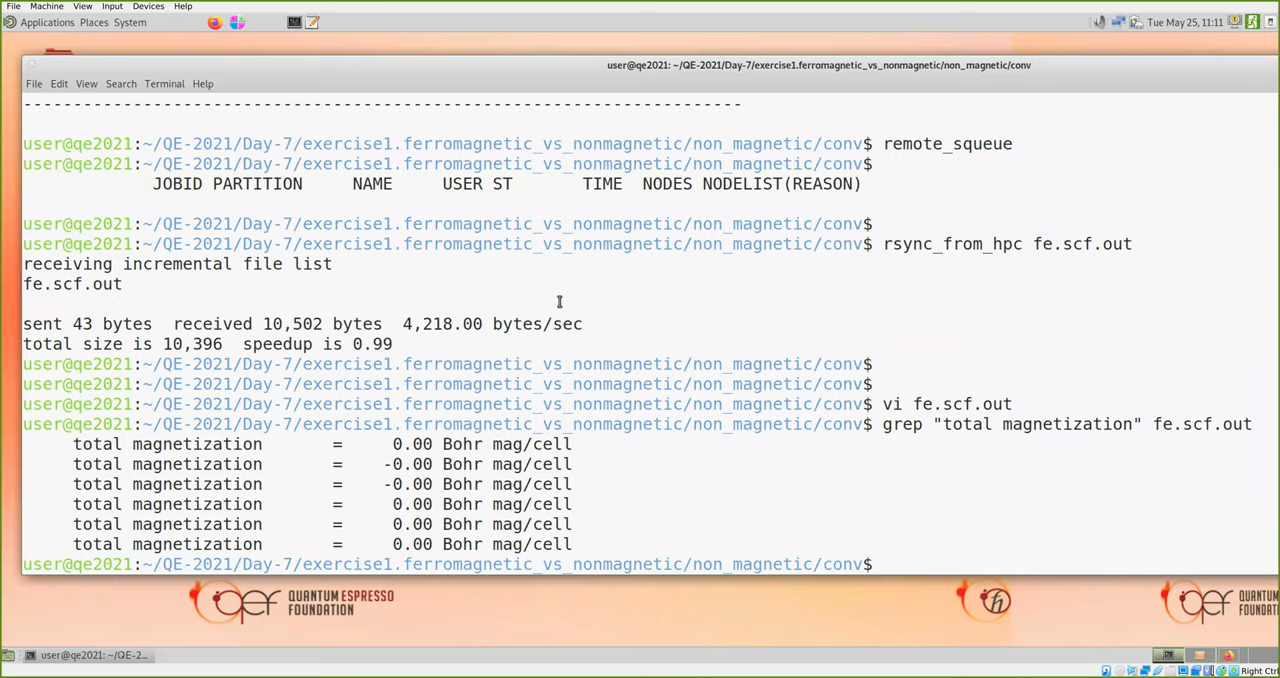 File Machine View Input Devices Help
Applications Places System
Tue May 25, 11:11
user@qe2021: ~/QE-2021/Day-7/exercise1.ferromagnetic_vs_nonmagnetic/non_magnetic/conv
File Edit View Search Terminal Help
--------------------------------------------------------------------------
user@qe2021:~/QE-2021/Day-7/exercise1.ferromagnetic_vs_nonmagnetic/non_magnetic/conv$ remote_squeue
user@qe2021:~/QE-2021/Day-7/exercise1.ferromagnetic_vs_nonmagnetic/non_magnetic/conv$
JOBID PARTITION NAME USER ST TIME NODES NODELIST(REASON)
user@qe2021:~/QE-2021/Day-7/exercise1.ferromagnetic_vs_nonmagnetic/non_magnetic/conv$
user@qe2021:~/QE-2021/Day-7/exercise1.ferromagnetic_vs_nonmagnetic/non_magnetic/conv$ rsync_from_hpc fe.scf.out
receiving incremental file list
fe.scf.out
sent 43 bytes received 10,502 bytes 4,218.00 bytes/sec
total size is 10,396 speedup is 0.99
user@qe2021:~/QE-2021/Day-7/exercise1.ferromagnetic_vs_nonmagnetic/non_magnetic/conv$
user@qe2021:~/QE-2021/Day-7/exercise1.ferromagnetic_vs_nonmagnetic/non_magnetic/conv$
user@qe2021:~/QE-2021/Day-7/exercise1.ferromagnetic_vs_nonmagnetic/non_magnetic/conv$ vi fe.scf.out
user@qe2021:~/QE-2021/Day-7/exercise1.ferromagnetic_vs_nonmagnetic/non_magnetic/conv$ grep "total magnetization" fe.scf.out
total magnetization = 0.00 Bohr mag/cell
total magnetization = -0.00 Bohr mag/cell
total magnetization = -0.00 Bohr mag/cell
total magnetization = 0.00 Bohr mag/cell
total magnetization = 0.00 Bohr mag/cell
total magnetization = 0.00 Bohr mag/cell
user@qe2021:~/QE-2021/Day-7/exercise1.ferromagnetic_vs_nonmagnetic/non_magnetic/conv$
QUANTUM ESPRESSO
FOUNDATION
QUANTUM
FOUND
user@qe2021: ~/QE-2...
Right Ctrl